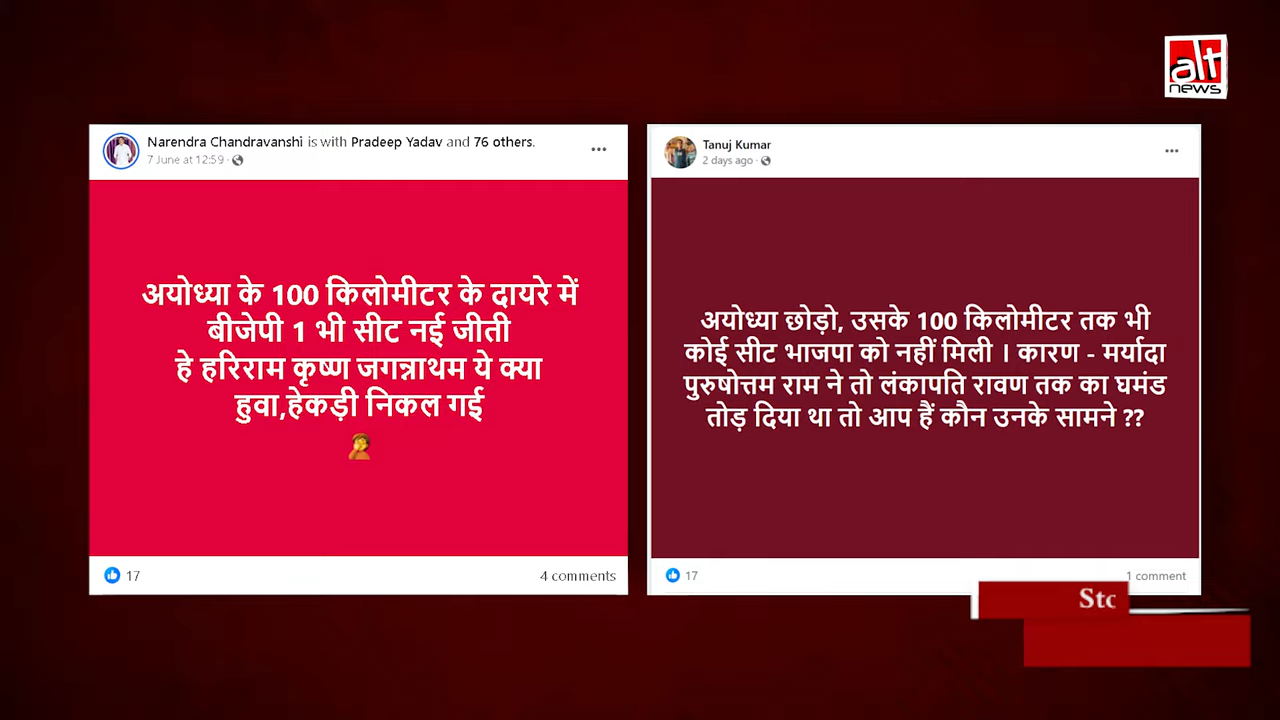 alt
news
Narendra Chandravanshi is with Pradeep Yadav and 76 others.
7 June at 12:59 ·
अयोध्या के 100 किलोमीटर के दायरे में
बीजेपी 1 भी सीट नई जीती
हे हरिराम कृष्ण जगन्नाथम ये क्या
हुवा,हेकड़ी निकल गई
17
4 comments
Tanuj Kumar
2 days ago ·
अयोध्या छोड़ो, उसके 100 किलोमीटर तक भी
कोई सीट भाजपा को नहीं मिली । कारण - मर्यादा
पुरुषोत्तम राम ने तो लंकापति रावण तक का घमंड
तोड़ दिया था तो आप हैं कौन उनके सामने ??
17
1 comment